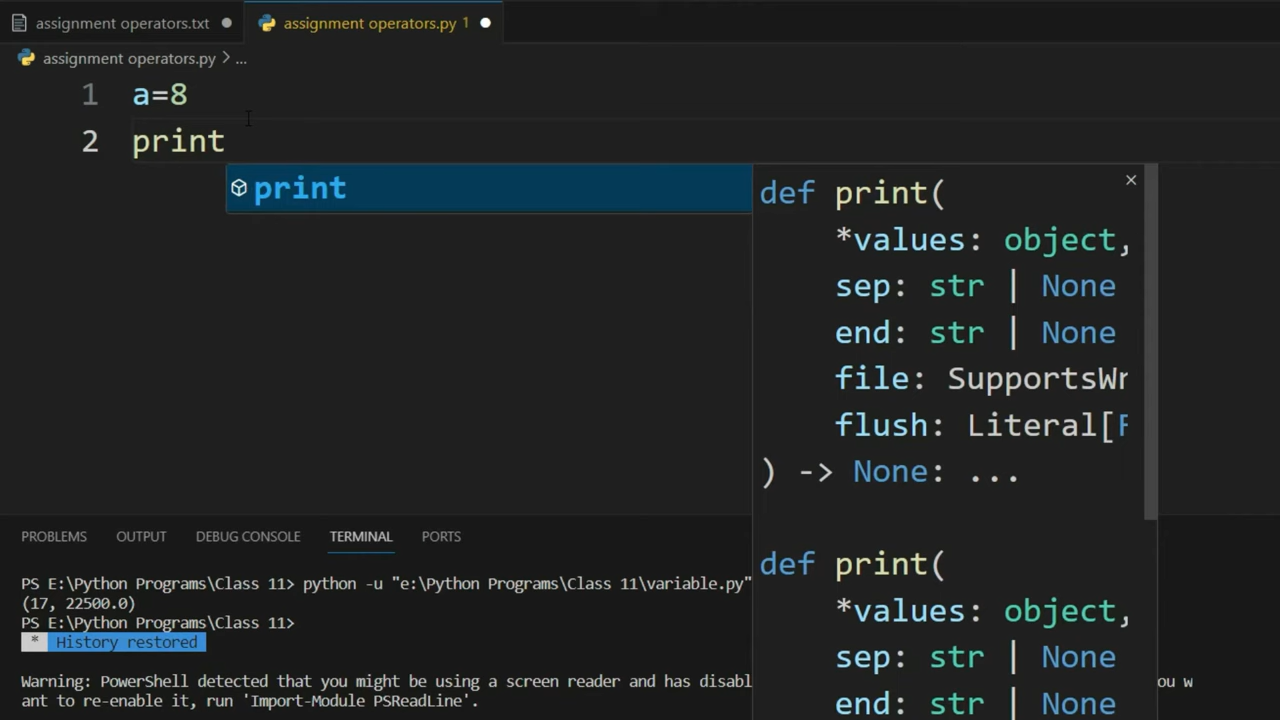 assignment operators.txt
assignment operators.py 1
assignment operators.py > ...
1 a=8
2 print
print
def print(
*values: object,
sep: str | None
end: str | None
file: SupportsWr
flush: Literal[F
) -> None: ...
def print(
*values: object,
sep: str | None
end: str | None
PROBLEMS OUTPUT DEBUG CONSOLE TERMINAL PORTS
PS E:\Python Programs\Class 11> python -u "e:\Python Programs\Class 11\variable.py"
(17, 22500.0)
PS E:\Python Programs\Class 11>
* History restored
Warning: PowerShell detected that you might be using a screen reader and has disabl ou w
ant to re-enable it, run 'Import-Module PSReadLine'.